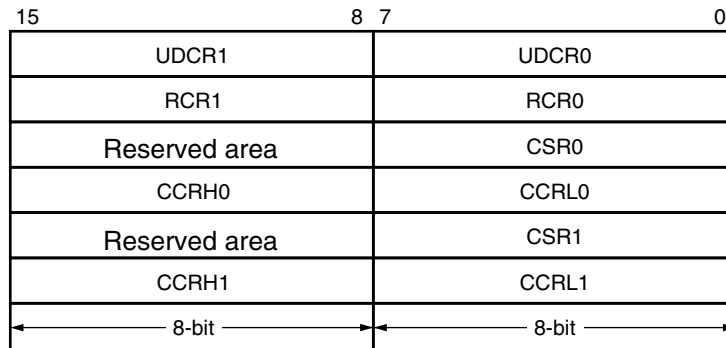 15 8 7 0
UDCR1 UDCR0
RCR1 RCR0
Reserved area CSR0
CCRH0 CCRL0
Reserved area CSR1
CCRH1 CCRL1
8-bit 8-bit